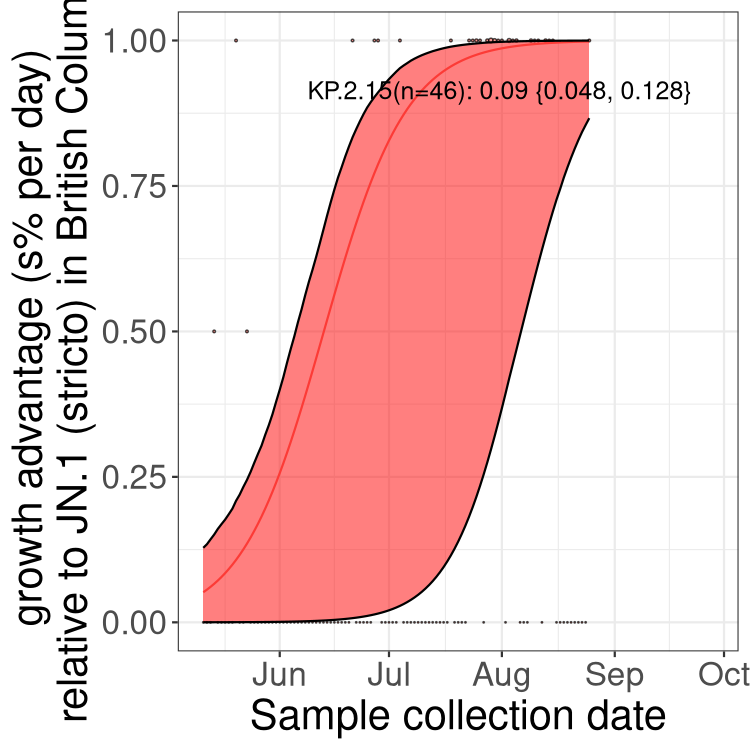 growth advantage (s% per day)
relative to JN.1 (stricto) in British Colum
1.00
0.75
0.50
0.25
0.00
KP.2.15(n=46): 0.09 {0.048, 0.128}
Jun Jul Aug Sep Oct
Sample collection date